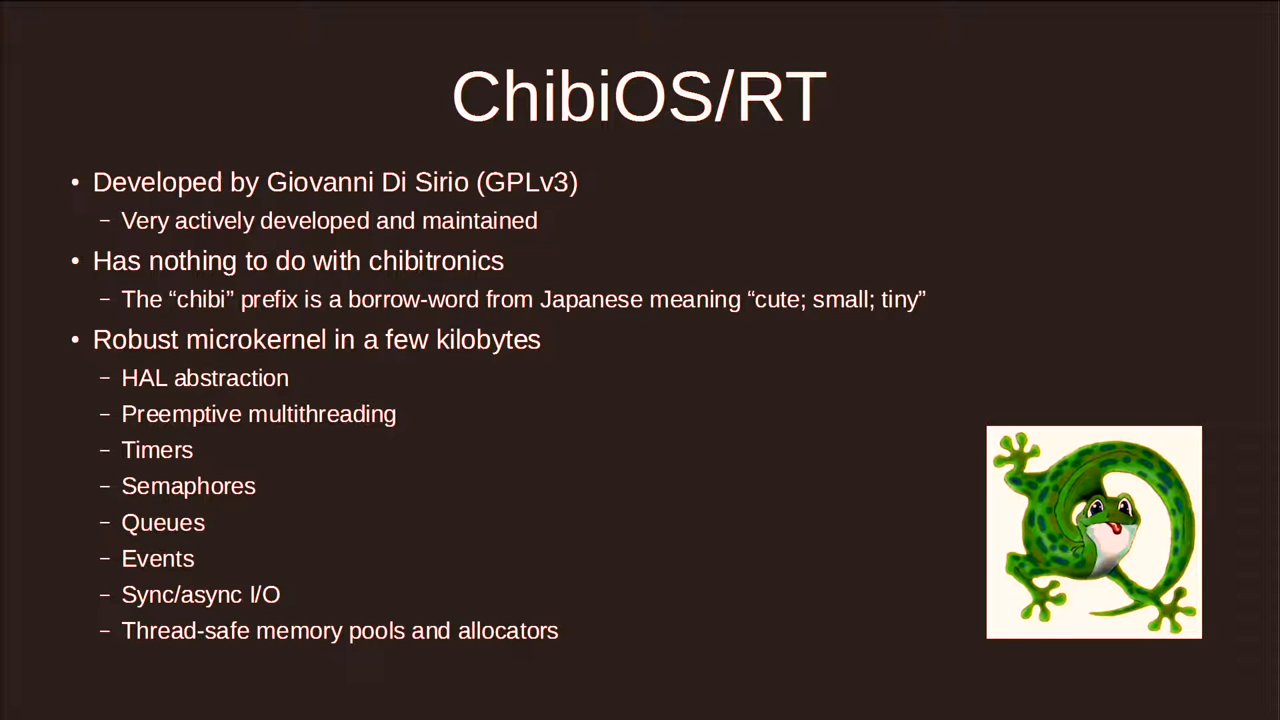 ChibiOS/RT
• Developed by Giovanni Di Sirio (GPLv3)
– Very actively developed and maintained
• Has nothing to do with chibitronics
– The “chibi” prefix is a borrow-word from Japanese meaning “cute; small; tiny”
• Robust microkernel in a few kilobytes
– HAL abstraction
– Preemptive multithreading
– Timers
– Semaphores
– Queues
– Events
– Sync/async I/O
– Thread-safe memory pools and allocators